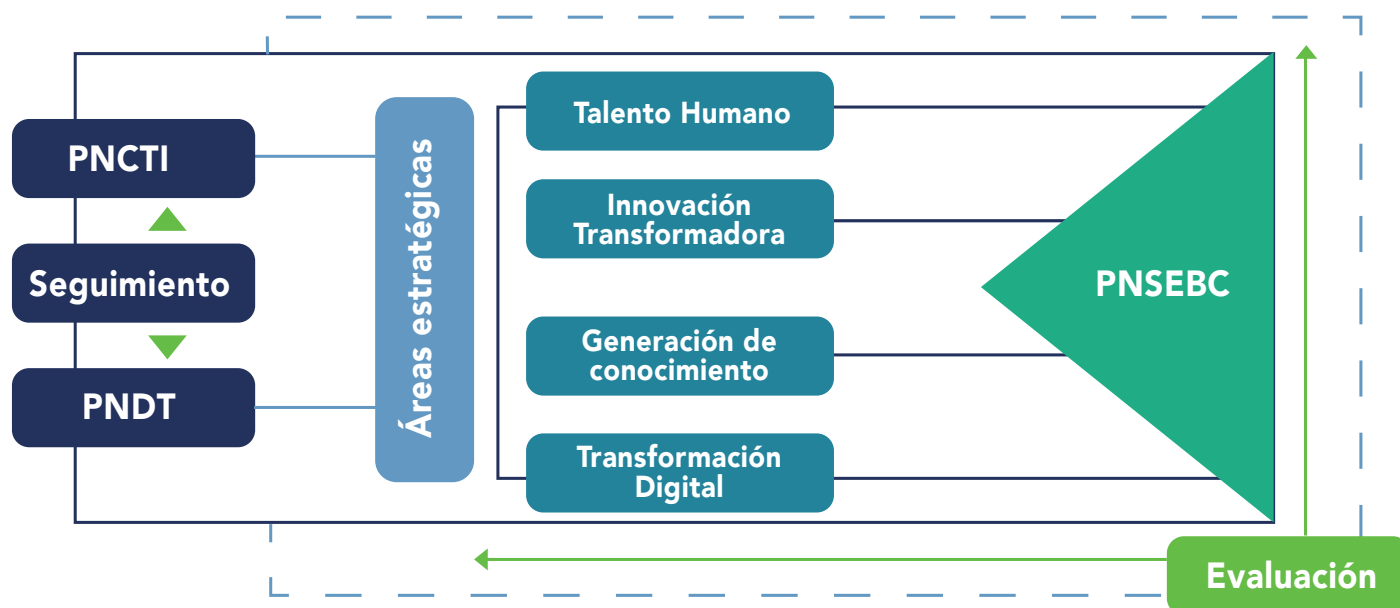 PNCTI
Seguimiento
PNDT
Áreas estratégicas
Talento Humano
Innovación
Transformadora
Generación de
conocimiento
Transformación
Digital
PNSEBC
Evaluación